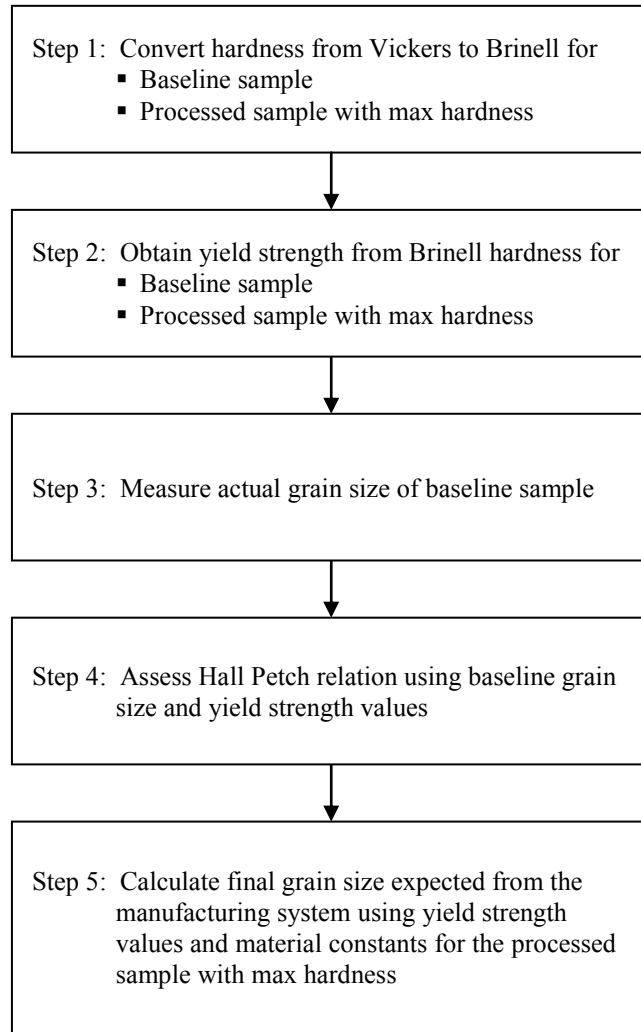 Step 1:  Convert hardness from Vickers to Brinell for
▪ Baseline sample
▪ Processed sample with max hardness
Step 2:  Obtain yield strength from Brinell hardness for
▪ Baseline sample
▪ Processed sample with max hardness
Step 3:  Measure actual grain size of baseline sample
Step 4:  Assess Hall Petch relation using baseline grain
size and yield strength values
Step 5:  Calculate final grain size expected from the
manufacturing system using yield strength
values and material constants for the processed
sample with max hardness